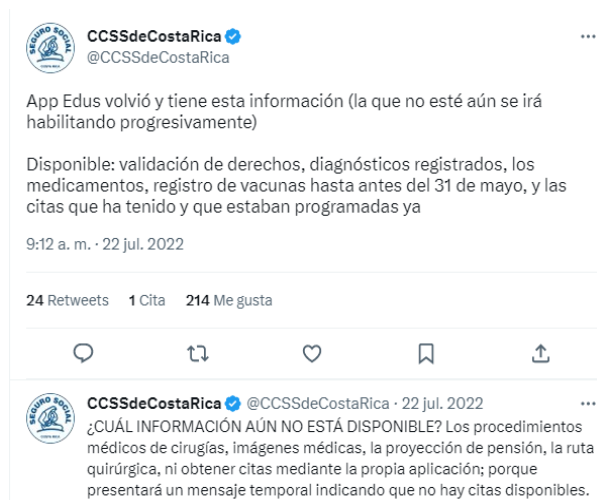 CCSSdeCostaRica
@CCSSdeCostaRica
App Edus volvió y tiene esta información (la que no esté aún se irá
habilitando progresivamente)
Disponible: validación de derechos, diagnósticos registrados, los
medicamentos, registro de vacunas hasta antes del 31 de mayo, y las
citas que ha tenido y que estaban programadas ya
9:12 a. m. · 22 jul. 2022
24 Retweets 1 Cita 214 Me gusta
CCSSdeCostaRica @CCSSdeCostaRica · 22 jul. 2022
¿CUÁL INFORMACIÓN AÚN NO ESTÁ DISPONIBLE? Los procedimientos
médicos de cirugías, imágenes médicas, la proyección de pensión, la ruta
quirúrgica, ni obtener citas mediante la propia aplicación; porque
presentará un mensaje temporal indicando que no hay citas disponibles.
SEGURO SOCIAL
SEGURO SOCIAL